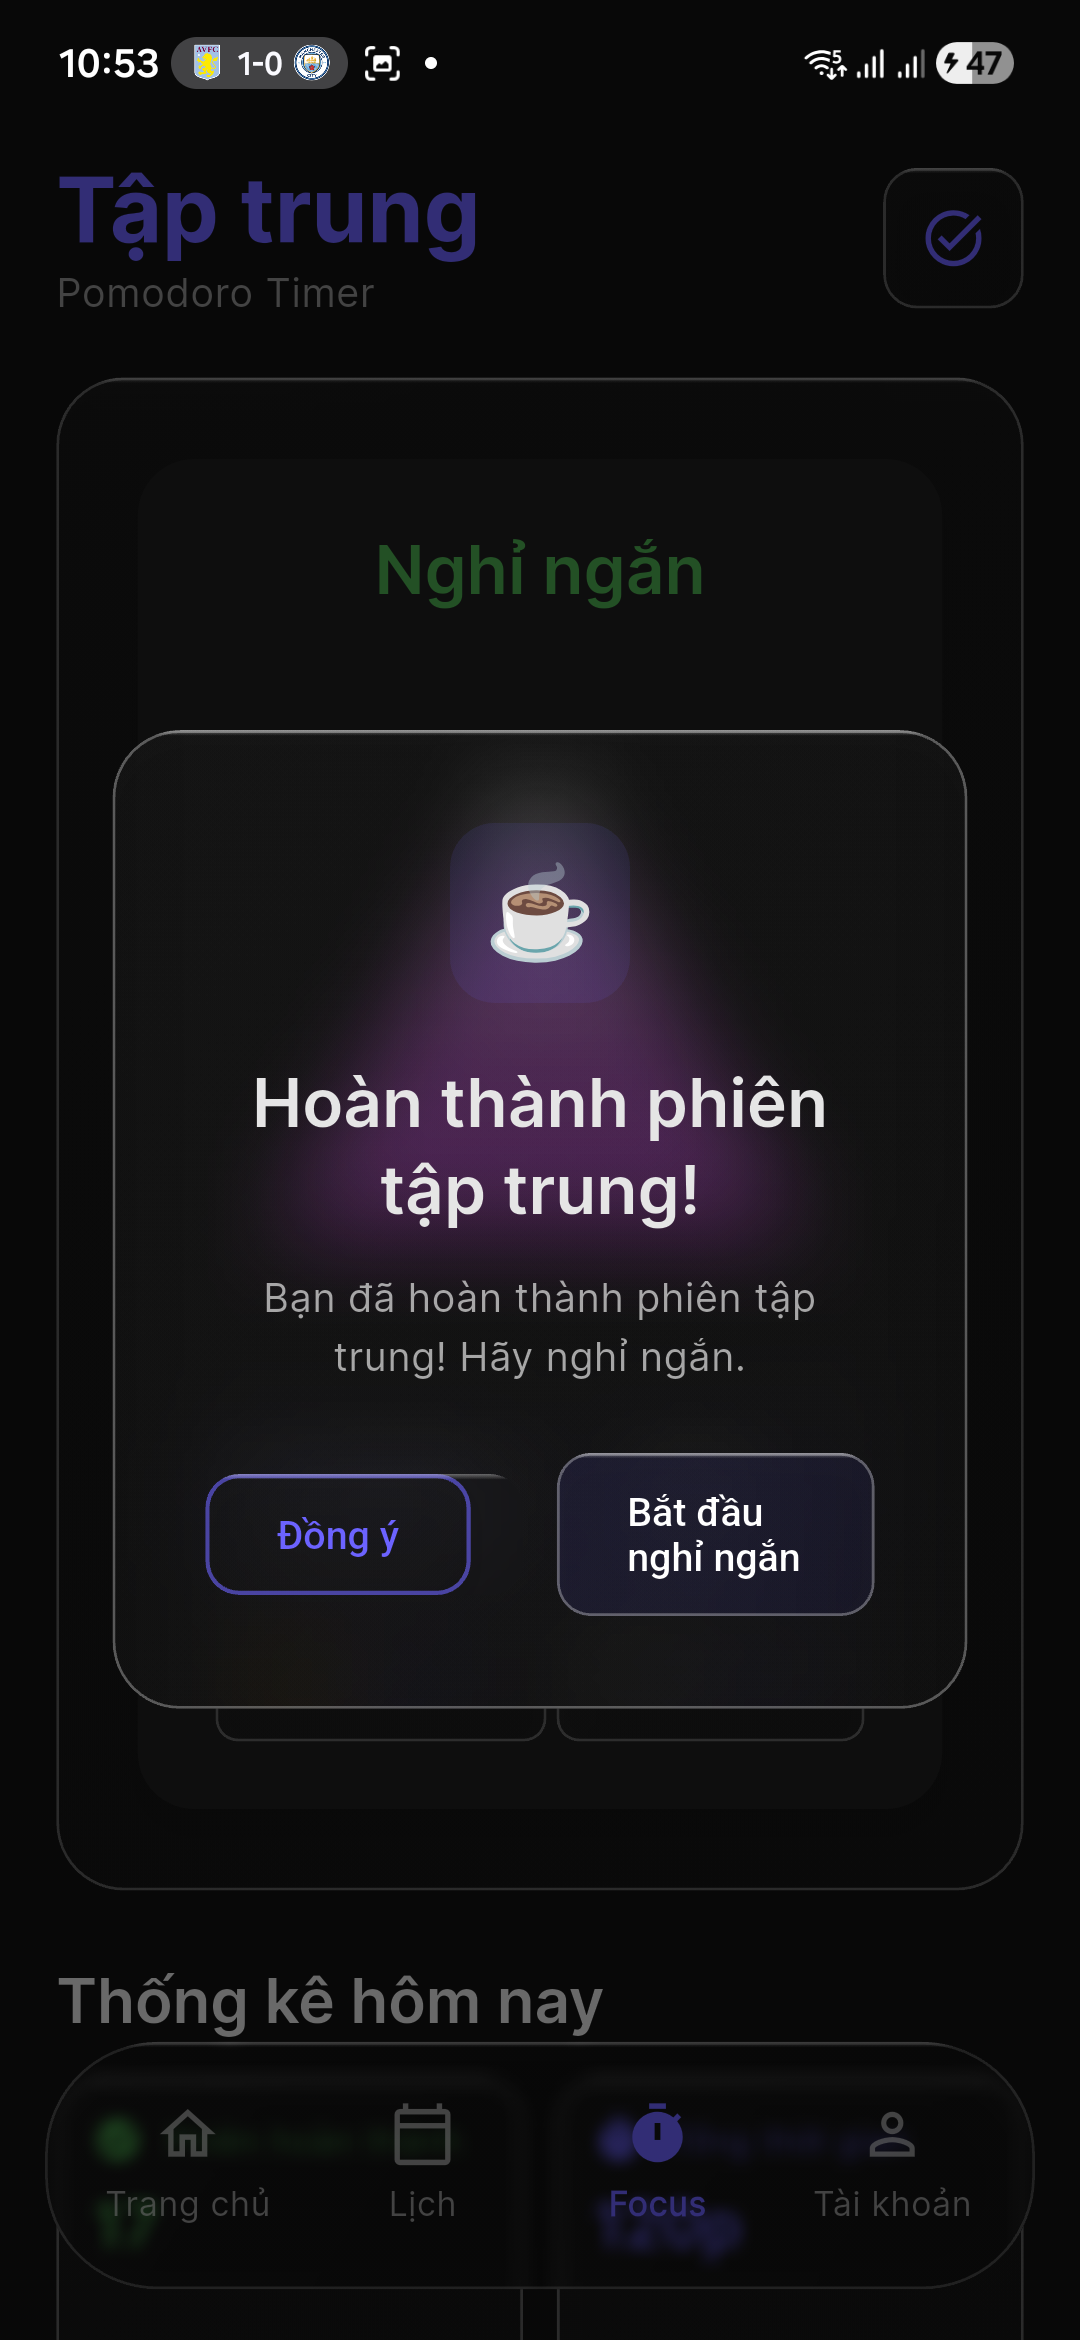 10:53
AVFC
1-0
5
47
Tập trung
Pomodoro Timer
Nghỉ ngắn
Hoàn thành phiên
tập trung!
Bạn đã hoàn thành phiên tập
trung! Hãy nghỉ ngắn.
Đồng ý
Bắt đầu
nghỉ ngắn
Thống kê hôm nay
Trang chủ
Lịch
Focus
Tài khoản